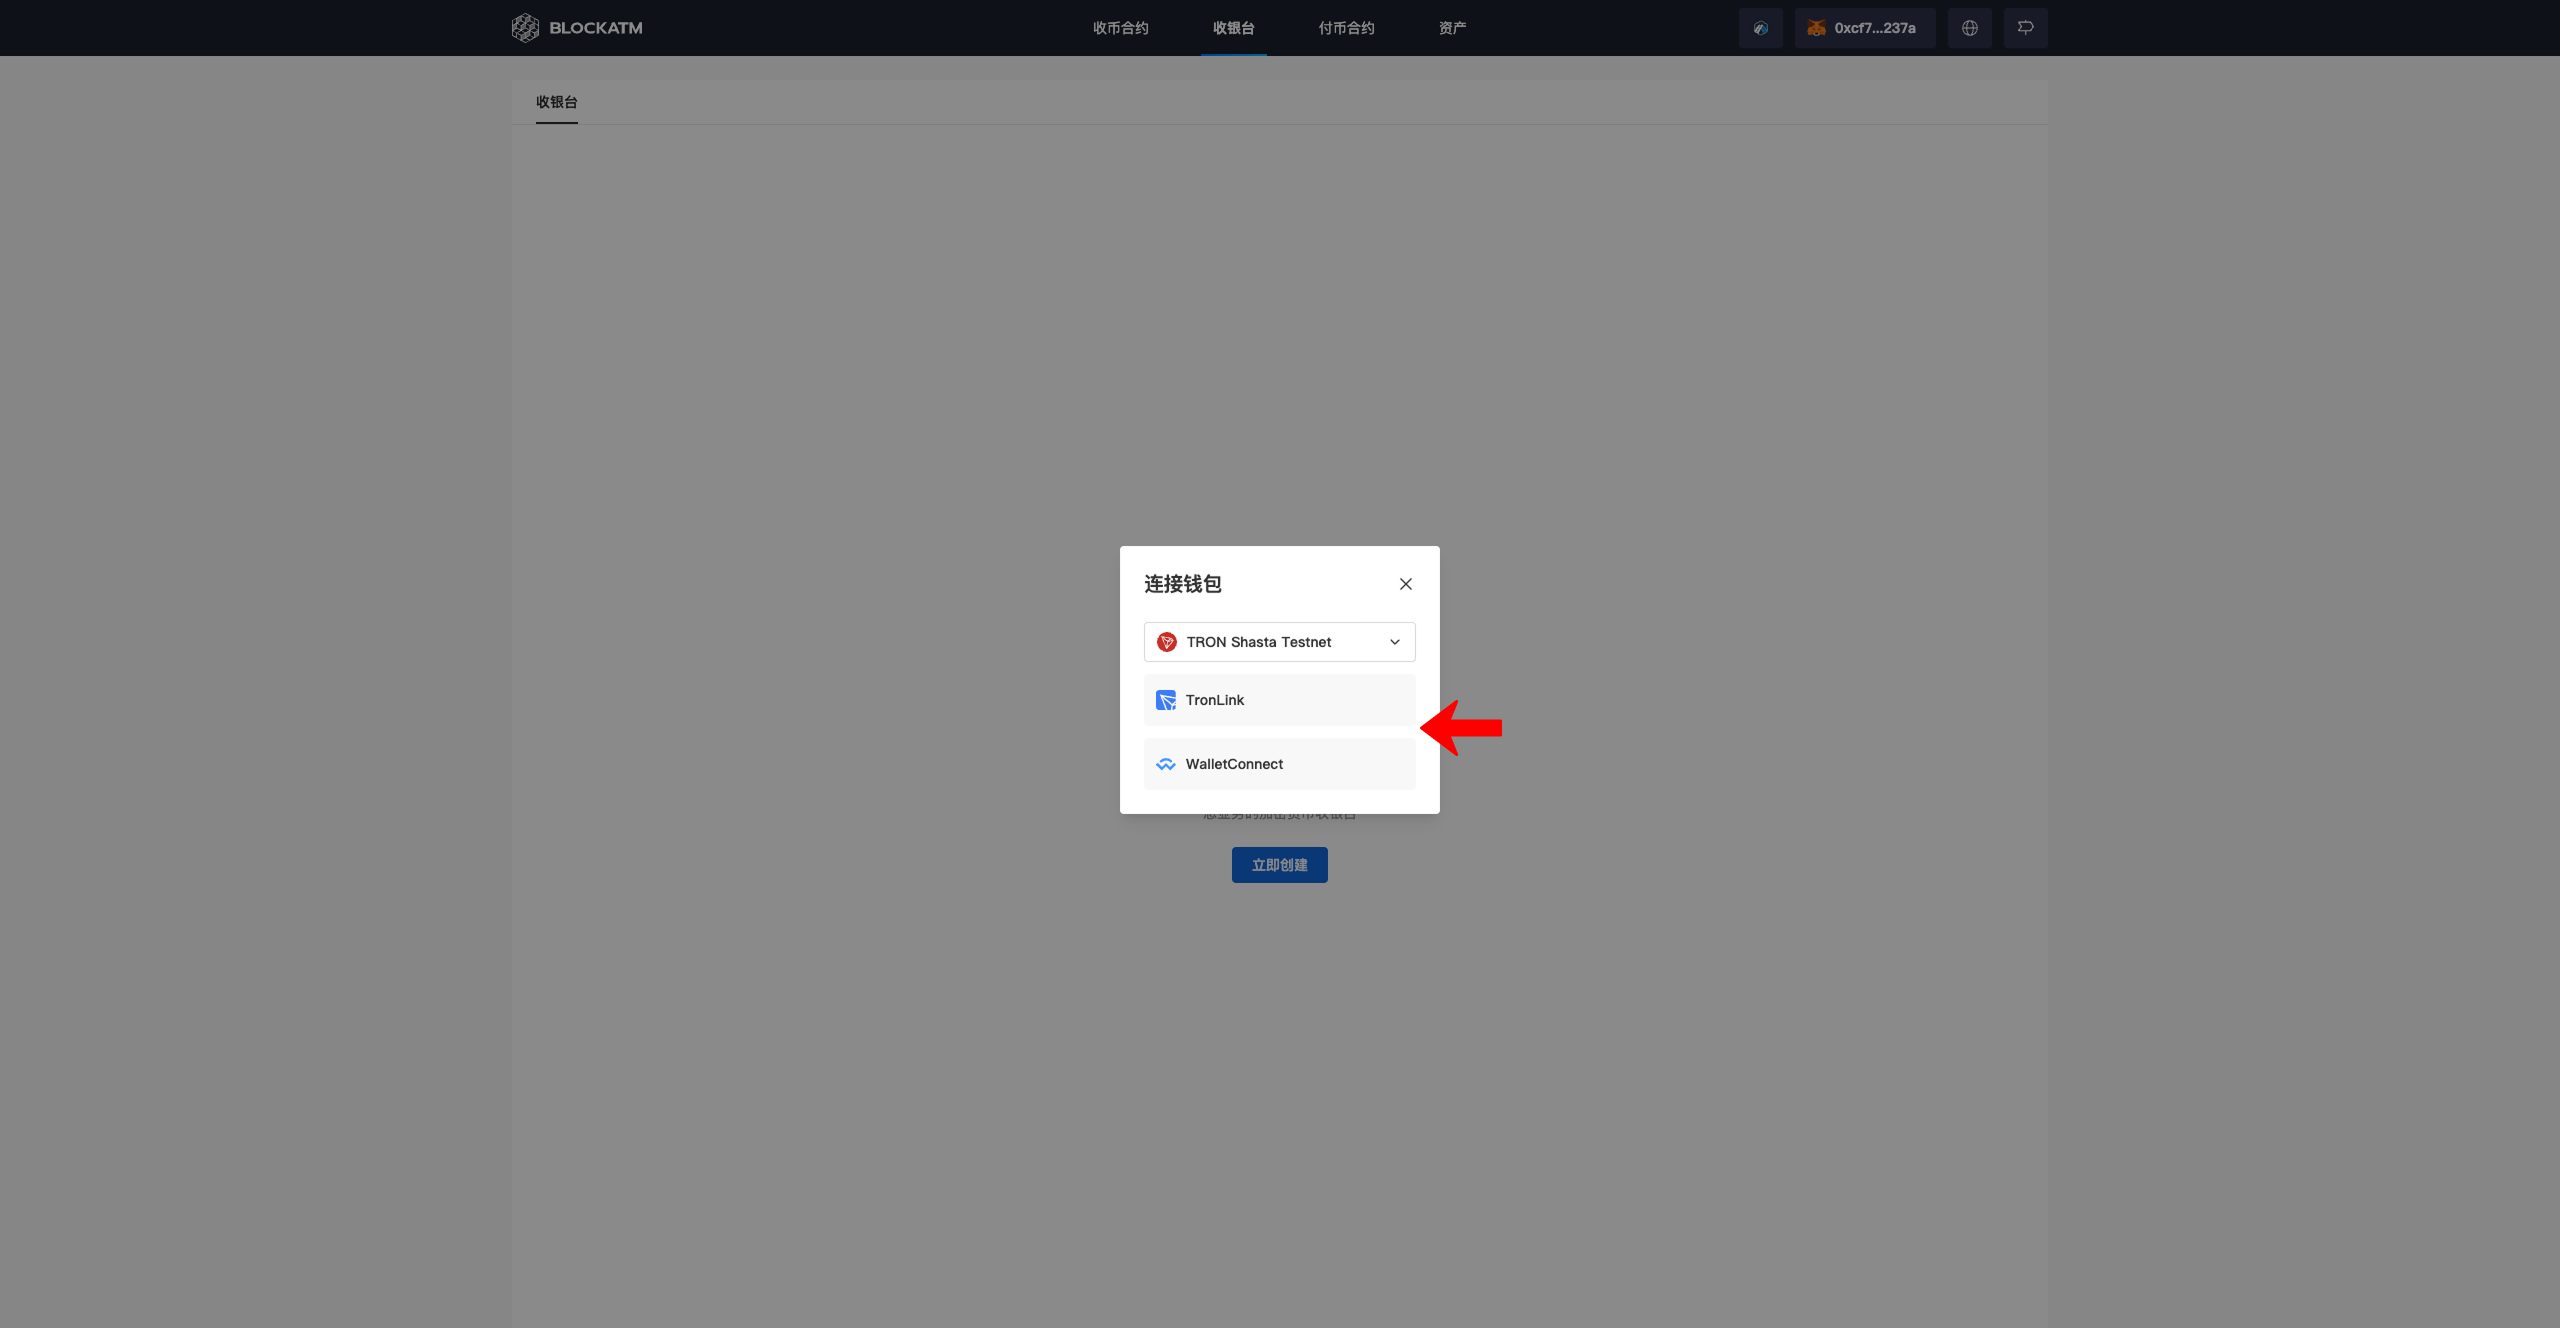 BLOCKATM
收币合约
收银台
付币合约
资产
0xcf7...237a
收银台
连接钱包
TRON Shasta Testnet
TronLink
WalletConnect
立即创建